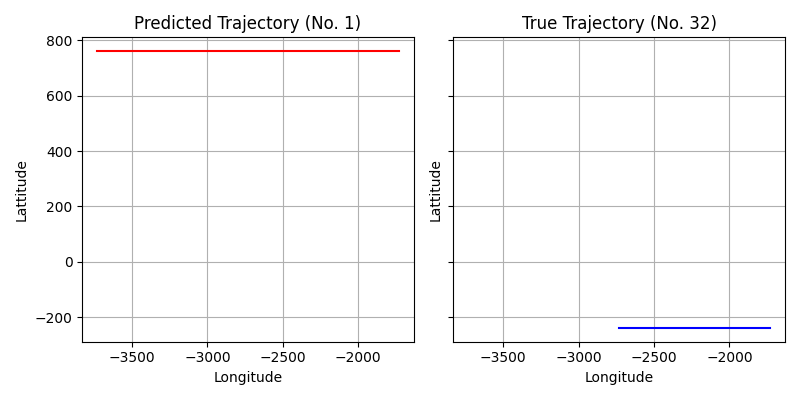 Predicted Trajectory (No. 1)
True Trajectory (No. 32)
800
600
400
200
0
−200
Lattitude
Lattitude
−3500
−3000
−2500
−2000
−3500
−3000
−2500
−2000
Longitude
Longitude